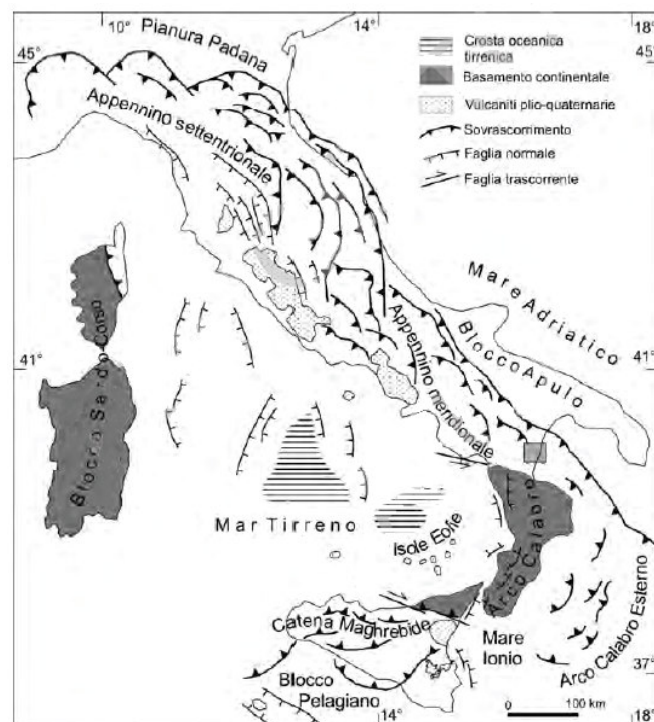 10°
14°
18°
45°
45°
Pianura Padana
Crosta oceanica
tirrenica
Basamento continentale
Vulcaniti plio-quaternarie
Sovrascorrimento
Faglia normale
Faglia trascorrente
Appennino settentrionale
Mare Adriatico
Blocco Apulo
41°
41°
Blocco Sardo Corso
Appennino meridionale
Mar Tirreno
Isole Eolie
Arco Calabro
Catena Maghrebide
Mare
Ionio
Arco Calabro Esterno
Blocco
Pelagiano
37°
0 100 km
14°
18°